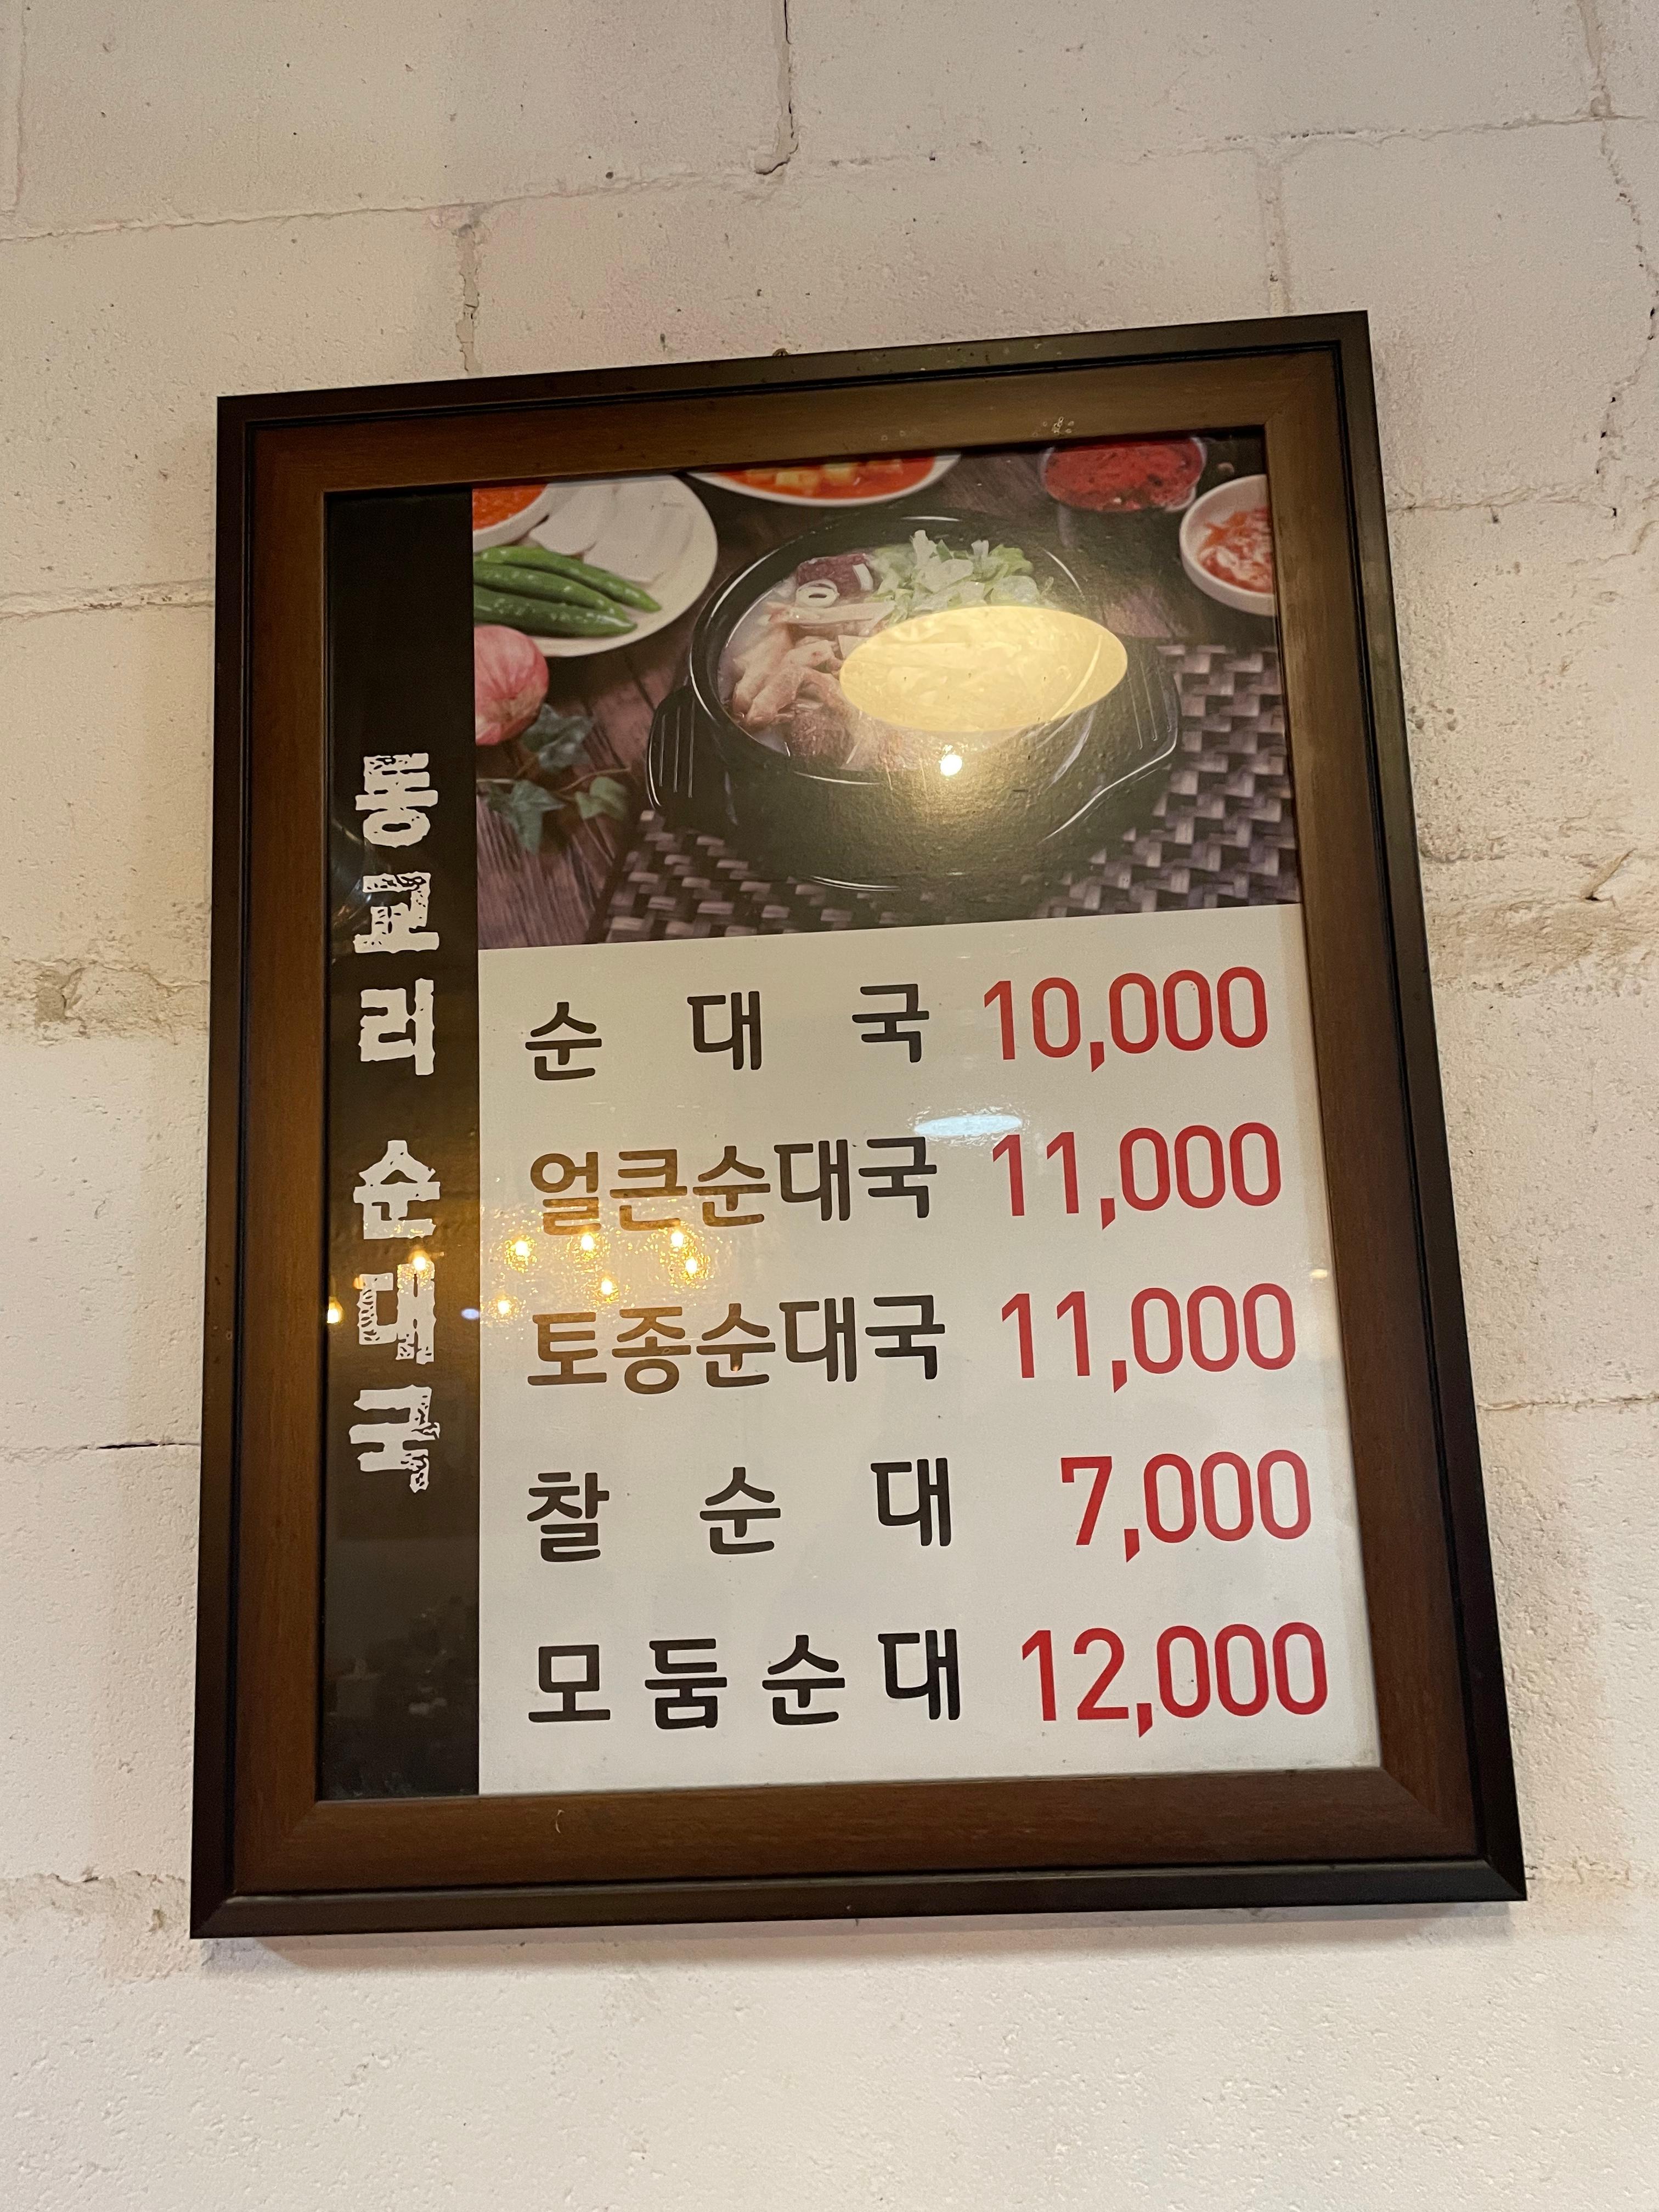 통고리 순대국
순대국 10,000
얼큰순대국 11,000
토종순대국 11,000
찰순대 7,000
모둠순대 12,000